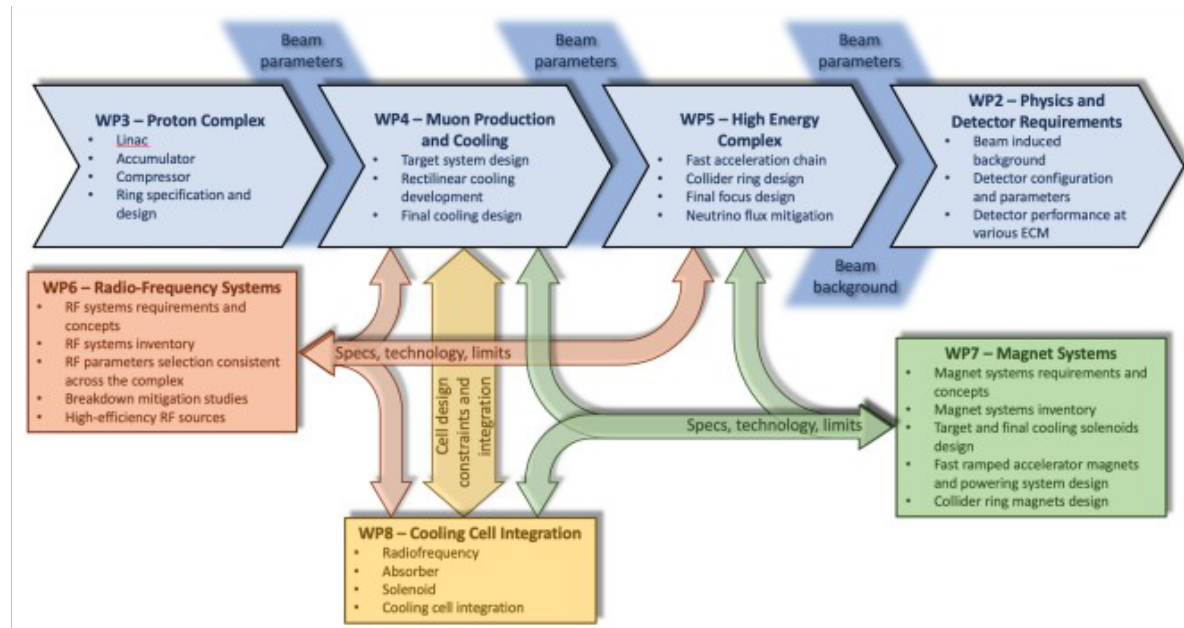 Beam
parameters
Beam
parameters
Beam
parameters
WP3 – Proton Complex
• Linac
• Accumulator
• Compressor
• Ring specification and
design
WP4 – Muon Production
and Cooling
• Target system design
• Rectilinear cooling
development
• Final cooling design
WP5 – High Energy
Complex
• Fast acceleration chain
• Collider ring design
• Final focus design
• Neutrino flux mitigation
WP2 – Physics and
Detector Requirements
• Beam induced
background
• Detector configuration
and parameters
• Detector performance at
various ECM
Beam
background
WP6 – Radio-Frequency Systems
• RF systems requirements and
concepts
• RF systems inventory
• RF parameters selection consistent
across the complex
• Breakdown mitigation studies
• High-efficiency RF sources
Specs, technology, limits
Cell design
constraints and
integration
Specs, technology, limits
WP7 – Magnet Systems
• Magnet systems requirements and
concepts
• Magnet systems inventory
• Target and final cooling solenoids
design
• Fast ramped accelerator magnets
and powering system design
• Collider ring magnets design
WP8 – Cooling Cell Integration
• Radiofrequency
• Absorber
• Solenoid
• Cooling cell integration